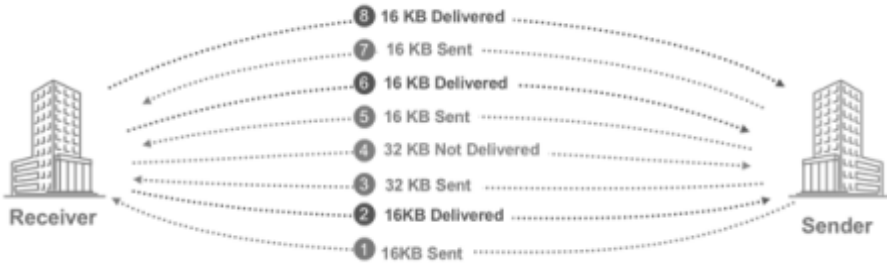 8 16 KB Delivered
7 16 KB Sent
6 16 KB Delivered
5 16 KB Sent
4 32 KB Not Delivered
3 32 KB Sent
2 16KB Delivered
1 16KB Sent
Receiver
Sender